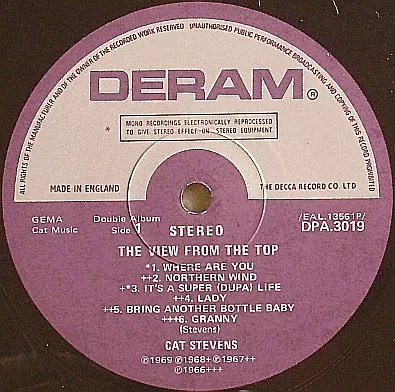 ALL RIGHTS OF THE MANUFACTURER AND OF THE OWNER OF THE RECORDED WORK RESERVED UNAUTHORISED PUBLIC PERFORMANCE BROADCASTING AND COPYING OF THIS RECORD PROHIBITED
DERAM®
* MONO RECORDINGS ELECTRONICALLY REPROCESSED
TO GIVE STEREO EFFECT ON STEREO EQUIPMENT
MADE IN ENGLAND THE DECCA RECORD CO. LTD
GEMA Double Album /EAL.13561P/
Cat Music Side 1 STEREO DPA.3019
THE VIEW FROM THE TOP
*1. WHERE ARE YOU
++2. NORTHERN WIND
+*3. IT'S A SUPER (DUPA) LIFE
++4. LADY
++5. BRING ANOTHER BOTTLE BABY
+++6. GRANNY
(Stevens)
CAT STEVENS
℗1969 ℗1968+ ℗1967++
℗1966+++